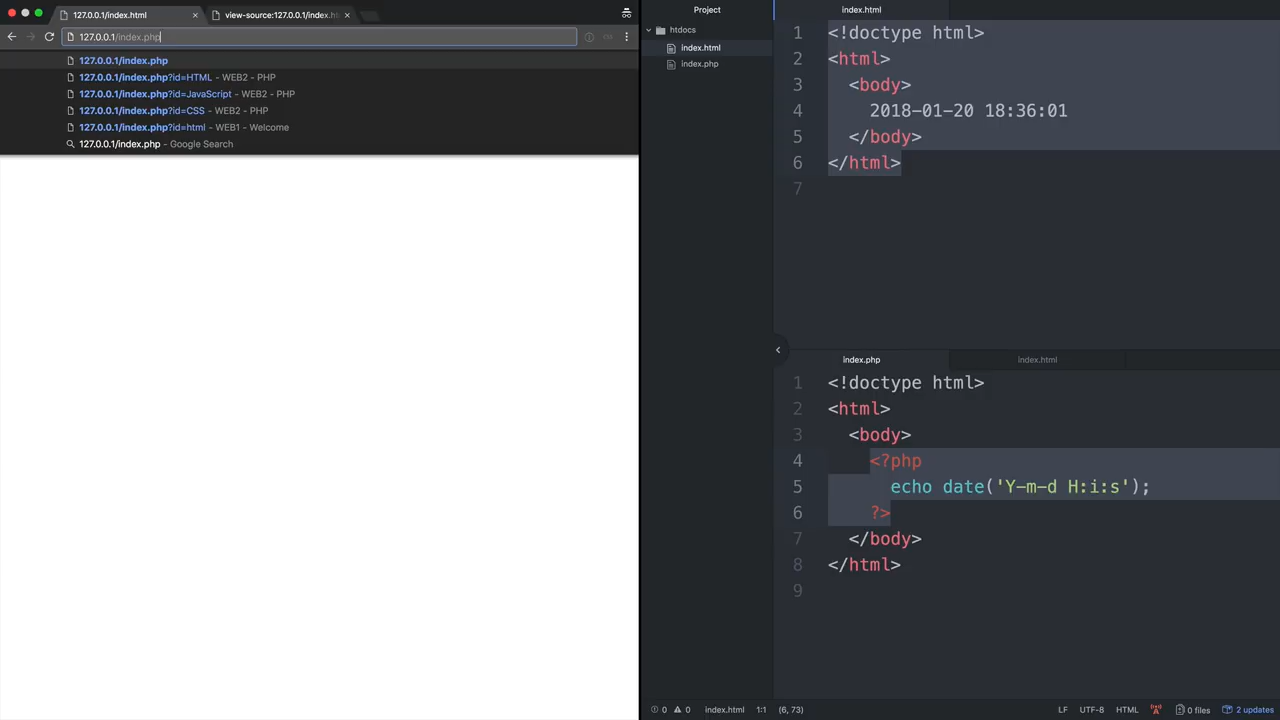 127.0.0.1/index.html
view-source:127.0.0.1/index.h
127.0.0.1/index.php
127.0.0.1/index.php
127.0.0.1/index.php?id=HTML - WEB2 - PHP
127.0.0.1/index.php?id=JavaScript - WEB2 - PHP
127.0.0.1/index.php?id=CSS - WEB2 - PHP
127.0.0.1/index.php?id=html - WEB1 - Welcome
127.0.0.1/index.php - Google Search
Project
htdocs
index.html
index.php
index.html
1 <!doctype html>
2 <html>
3 <body>
4 2018-01-20 18:36:01
5 </body>
6 </html>
7
index.php
index.html
1 <!doctype html>
2 <html>
3 <body>
4 <?php
5 echo date('Y-m-d H:i:s');
6 ?>
7 </body>
8 </html>
9
0 0 index.html 1:1 (6, 73)
LF UTF-8 HTML 0 files 2 updates